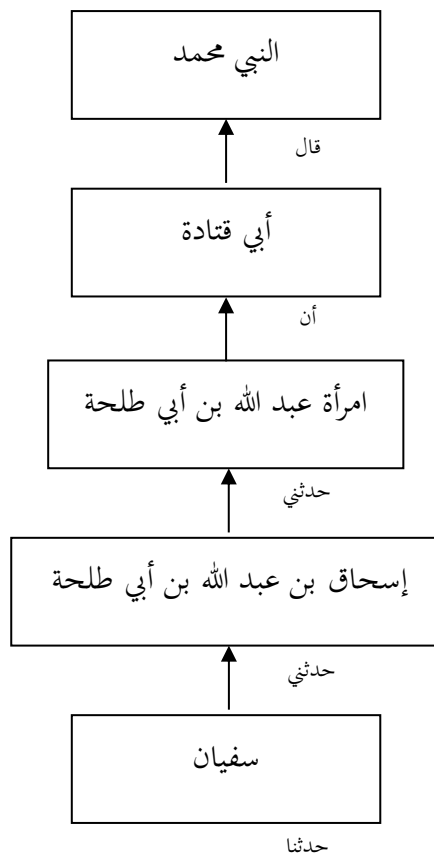 النبي محمد
قال
أبي قتادة
أن
امرأة عبد الله بن أبي طلحة
حدثني
إسحاق بن عبد الله بن أبي طلحة
حدثني
سفيان
حدثنا